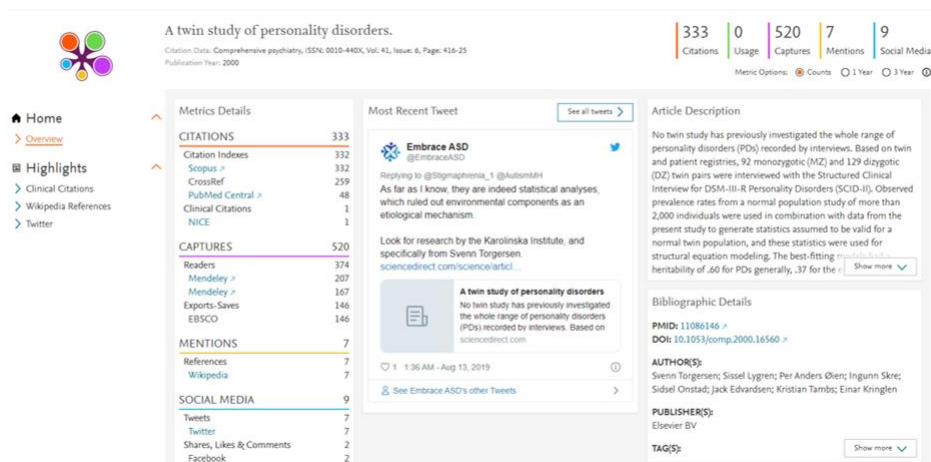 A twin study of personality disorders.
Citation Data: Comprehensive psychiatry, ISSN: 0010-440X, Vol: 41, Issue: 6, Page: 416-25
Publication Year: 2000
333
Citations
0
Usage
520
Captures
7
Mentions
9
Social Media
Metric Options: Counts 1 Year 3 Year
Home
Overview
Highlights
Clinical Citations
Wikipedia References
Twitter
Metrics Details
CITATIONS 333
Citation Indexes 332
Scopus 332
CrossRef 259
PubMed Central 48
Clinical Citations 1
NICE 1
CAPTURES 520
Readers 374
Mendeley 207
Mendeley 167
Exports-Saves 146
EBSCO 146
MENTIONS 7
References 7
Wikipedia 7
SOCIAL MEDIA 9
Tweets 7
Twitter 7
Shares, Likes & Comments 2
Facebook 2
Most Recent Tweet
See all tweets
Embrace ASD
@EmbraceASD
Replying to @Stigmaphrenia_1 @AutismMH
As far as I know, they are indeed statistical analyses,
which ruled out environmental components as an
etiological mechanism.
Look for research by the Karolinska Institute, and
specifically from Svenn Torgersen.
sciencedirect.com/science/articl...
A twin study of personality disorders
No twin study has previously investigated
the whole range of personality disorders
(PDs) recorded by interviews. Based on
sciencedirect.com
1 1:36 AM - Aug 13, 2019
See Embrace ASD's other Tweets
Article Description
No twin study has previously investigated the whole range of
personality disorders (PDs) recorded by interviews. Based on twin
and patient registries, 92 monozygotic (MZ) and 129 dizygotic
(DZ) twin pairs were interviewed with the Structured Clinical
Interview for DSM-III-R Personality Disorders (SCID-II). Observed
prevalence rates from a normal population study of more than
2,000 individuals were used in combination with data from the
present study to generate statistics assumed to be valid for a
normal twin population, and these statistics were used for
structural equation modeling. The best-fitting models had a
heritability of .60 for PDs generally, .37 for the
Show more
Bibliographic Details
PMID: 11086146
DOI: 10.1053/comp.2000.16560
AUTHOR(S):
Svenn Torgersen; Sissel Lygren; Per Anders Øien; Ingunn Skre;
Sidsel Onstad; Jack Edvardsen; Kristian Tambs; Einar Kringlen
PUBLISHER(S):
Elsevier BV
TAG(S):
Show more